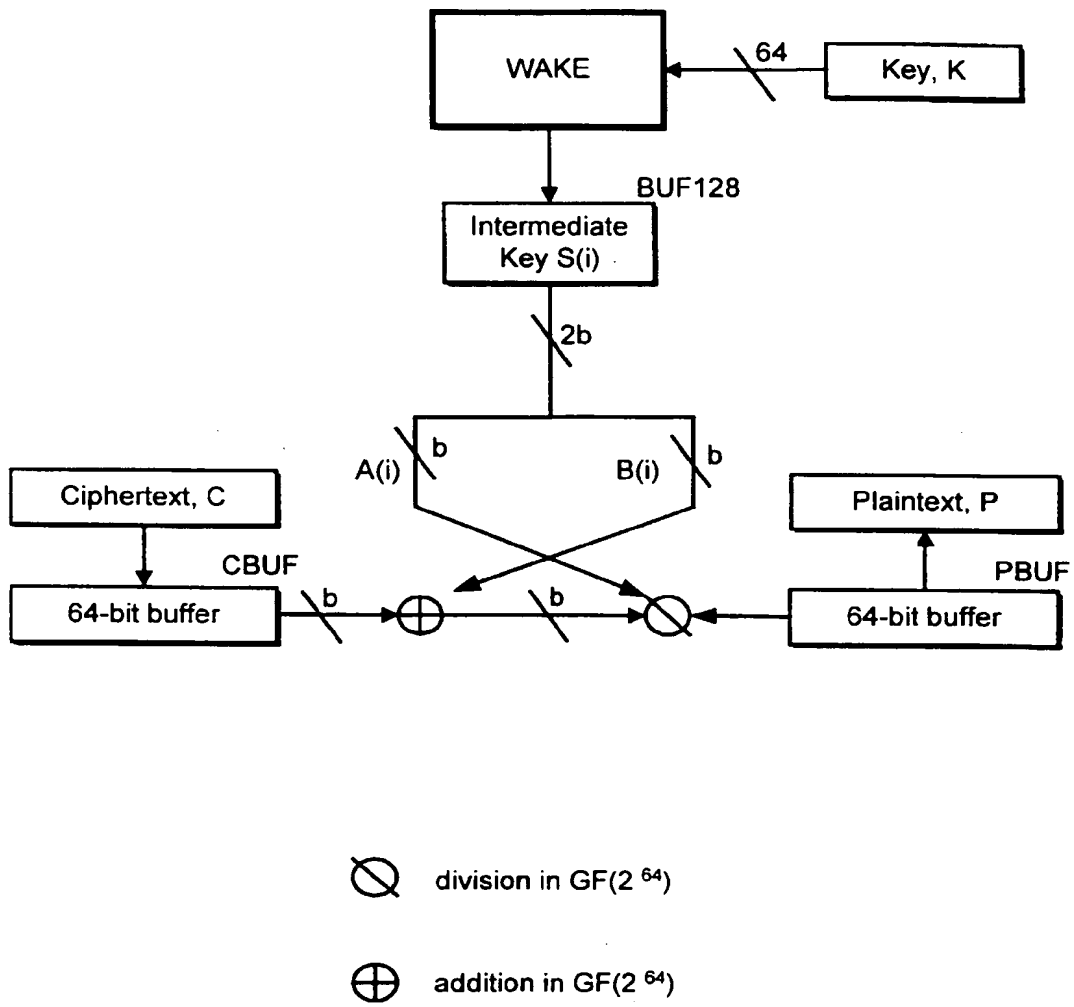 WAKE
64
Key, K
BUF128
Intermediate
Key S(i)
2b
A(i)
b
B(i)
b
Ciphertext, C
Plaintext, P
CBUF
PBUF
64-bit buffer
b
b
64-bit buffer
division in GF(2 64)
addition in GF(2 64)